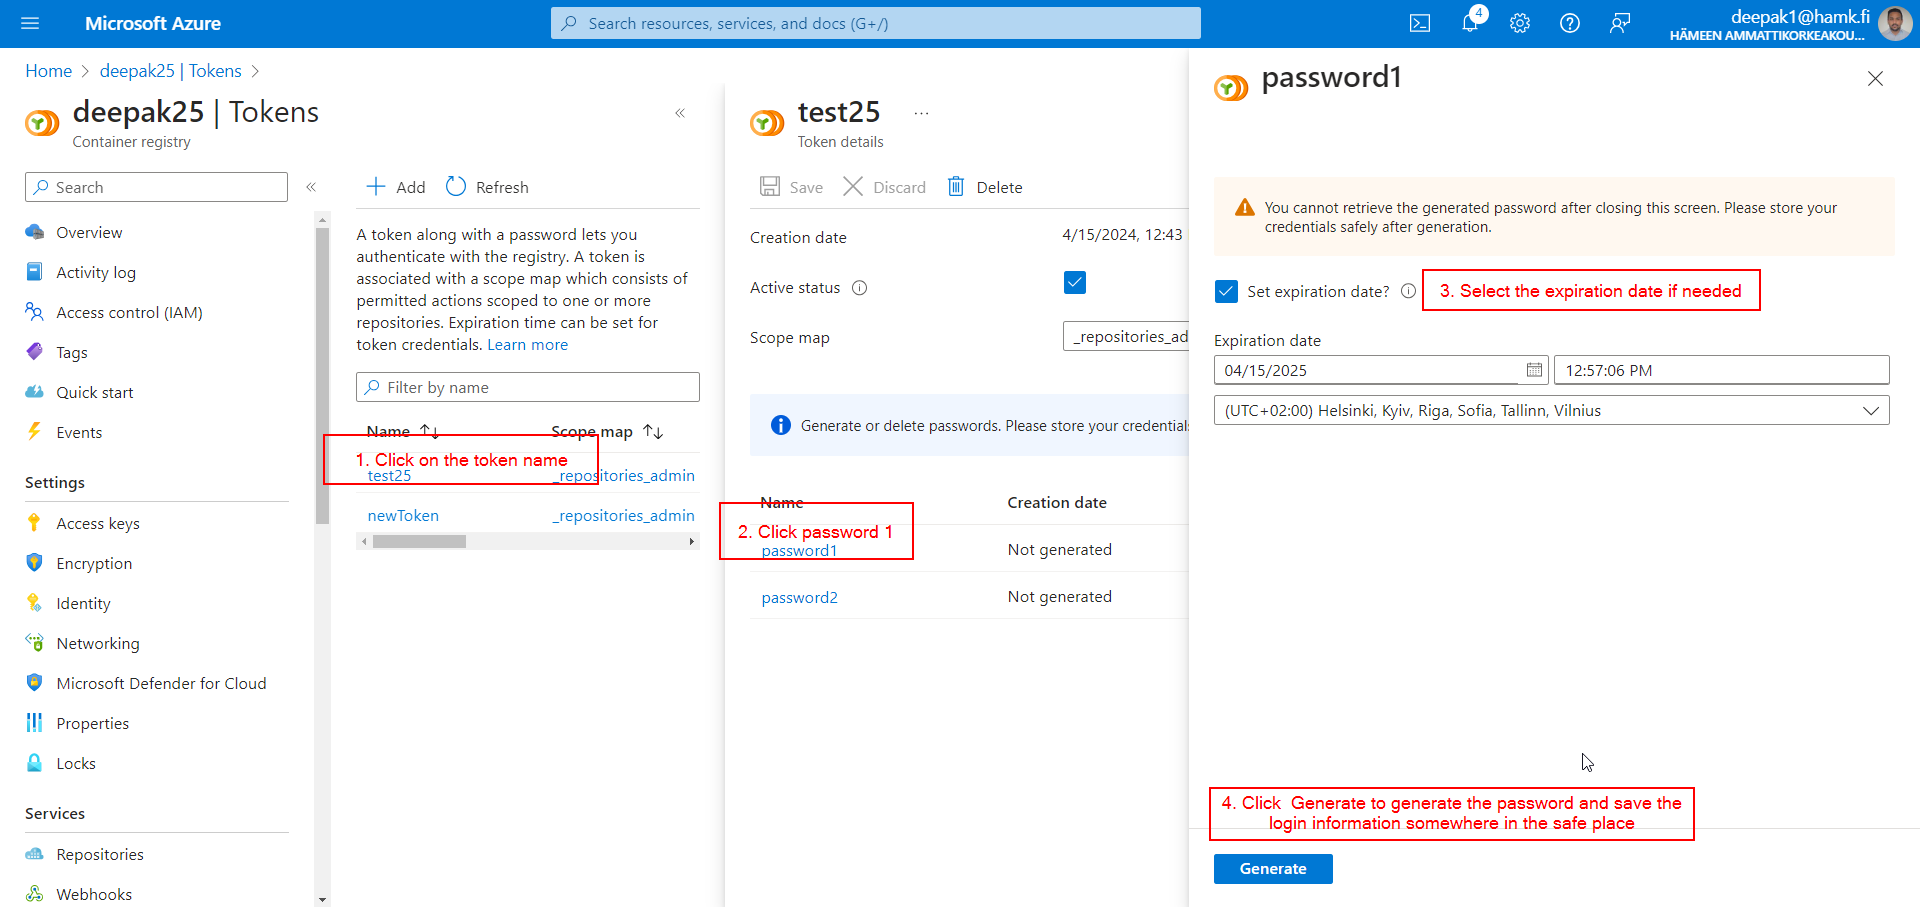 Microsoft Azure
Search resources, services, and docs (G+/)
4
deepak1@hamk.fi
HÄMEEN AMMATTIKORKEAKOU...
Home
deepak25 | Tokens
deepak25 | Tokens
Container registry
Search
Overview
Activity log
Access control (IAM)
Tags
Quick start
Events
Settings
Access keys
Encryption
Identity
Networking
Microsoft Defender for Cloud
Properties
Locks
Services
Repositories
Webhooks
Add
Refresh
A token along with a password lets you
authenticate with the registry. A token is
associated with a scope map which consists of
permitted actions scoped to one or more
repositories. Expiration time can be set for
token credentials. Learn more
Filter by name
Name
Scope map
1. Click on the token name
test25
_repositories_admin
newToken
_repositories_admin
test25
...
Token details
Save
Discard
Delete
Creation date
4/15/2024, 12:43
Active status
Scope map
_repositories_ad
Generate or delete passwords. Please store your credential
Name
Creation date
2. Click password 1
password1
Not generated
password2
Not generated
password1
You cannot retrieve the generated password after closing this screen. Please store your
credentials safely after generation.
Set expiration date?
3. Select the expiration date if needed
Expiration date
04/15/2025
12:57:06 PM
(UTC+02:00) Helsinki, Kyiv, Riga, Sofia, Tallinn, Vilnius
4. Click  Generate to generate the password and save the
login information somewhere in the safe place
Generate